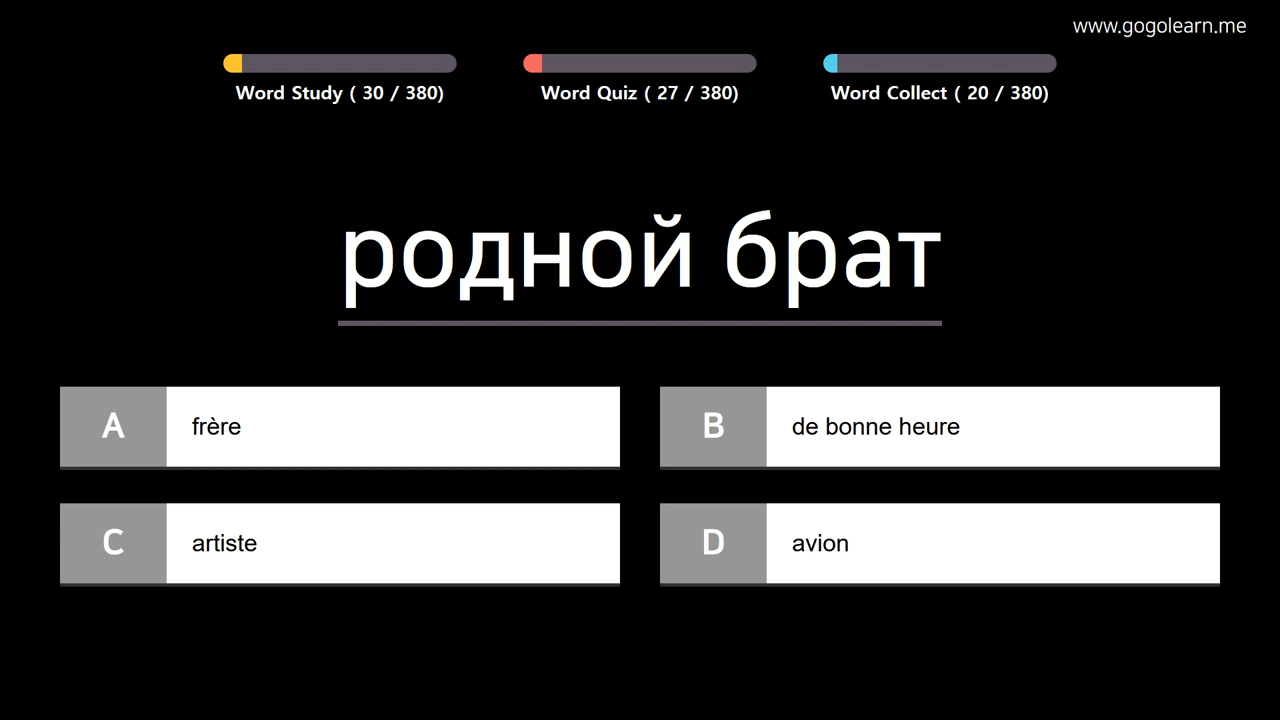 www.gogolearn.me
Word Study ( 30 / 380)
Word Quiz ( 27 / 380)
Word Collect ( 20 / 380)
родной брат
A frère
B de bonne heure
C artiste
D avion